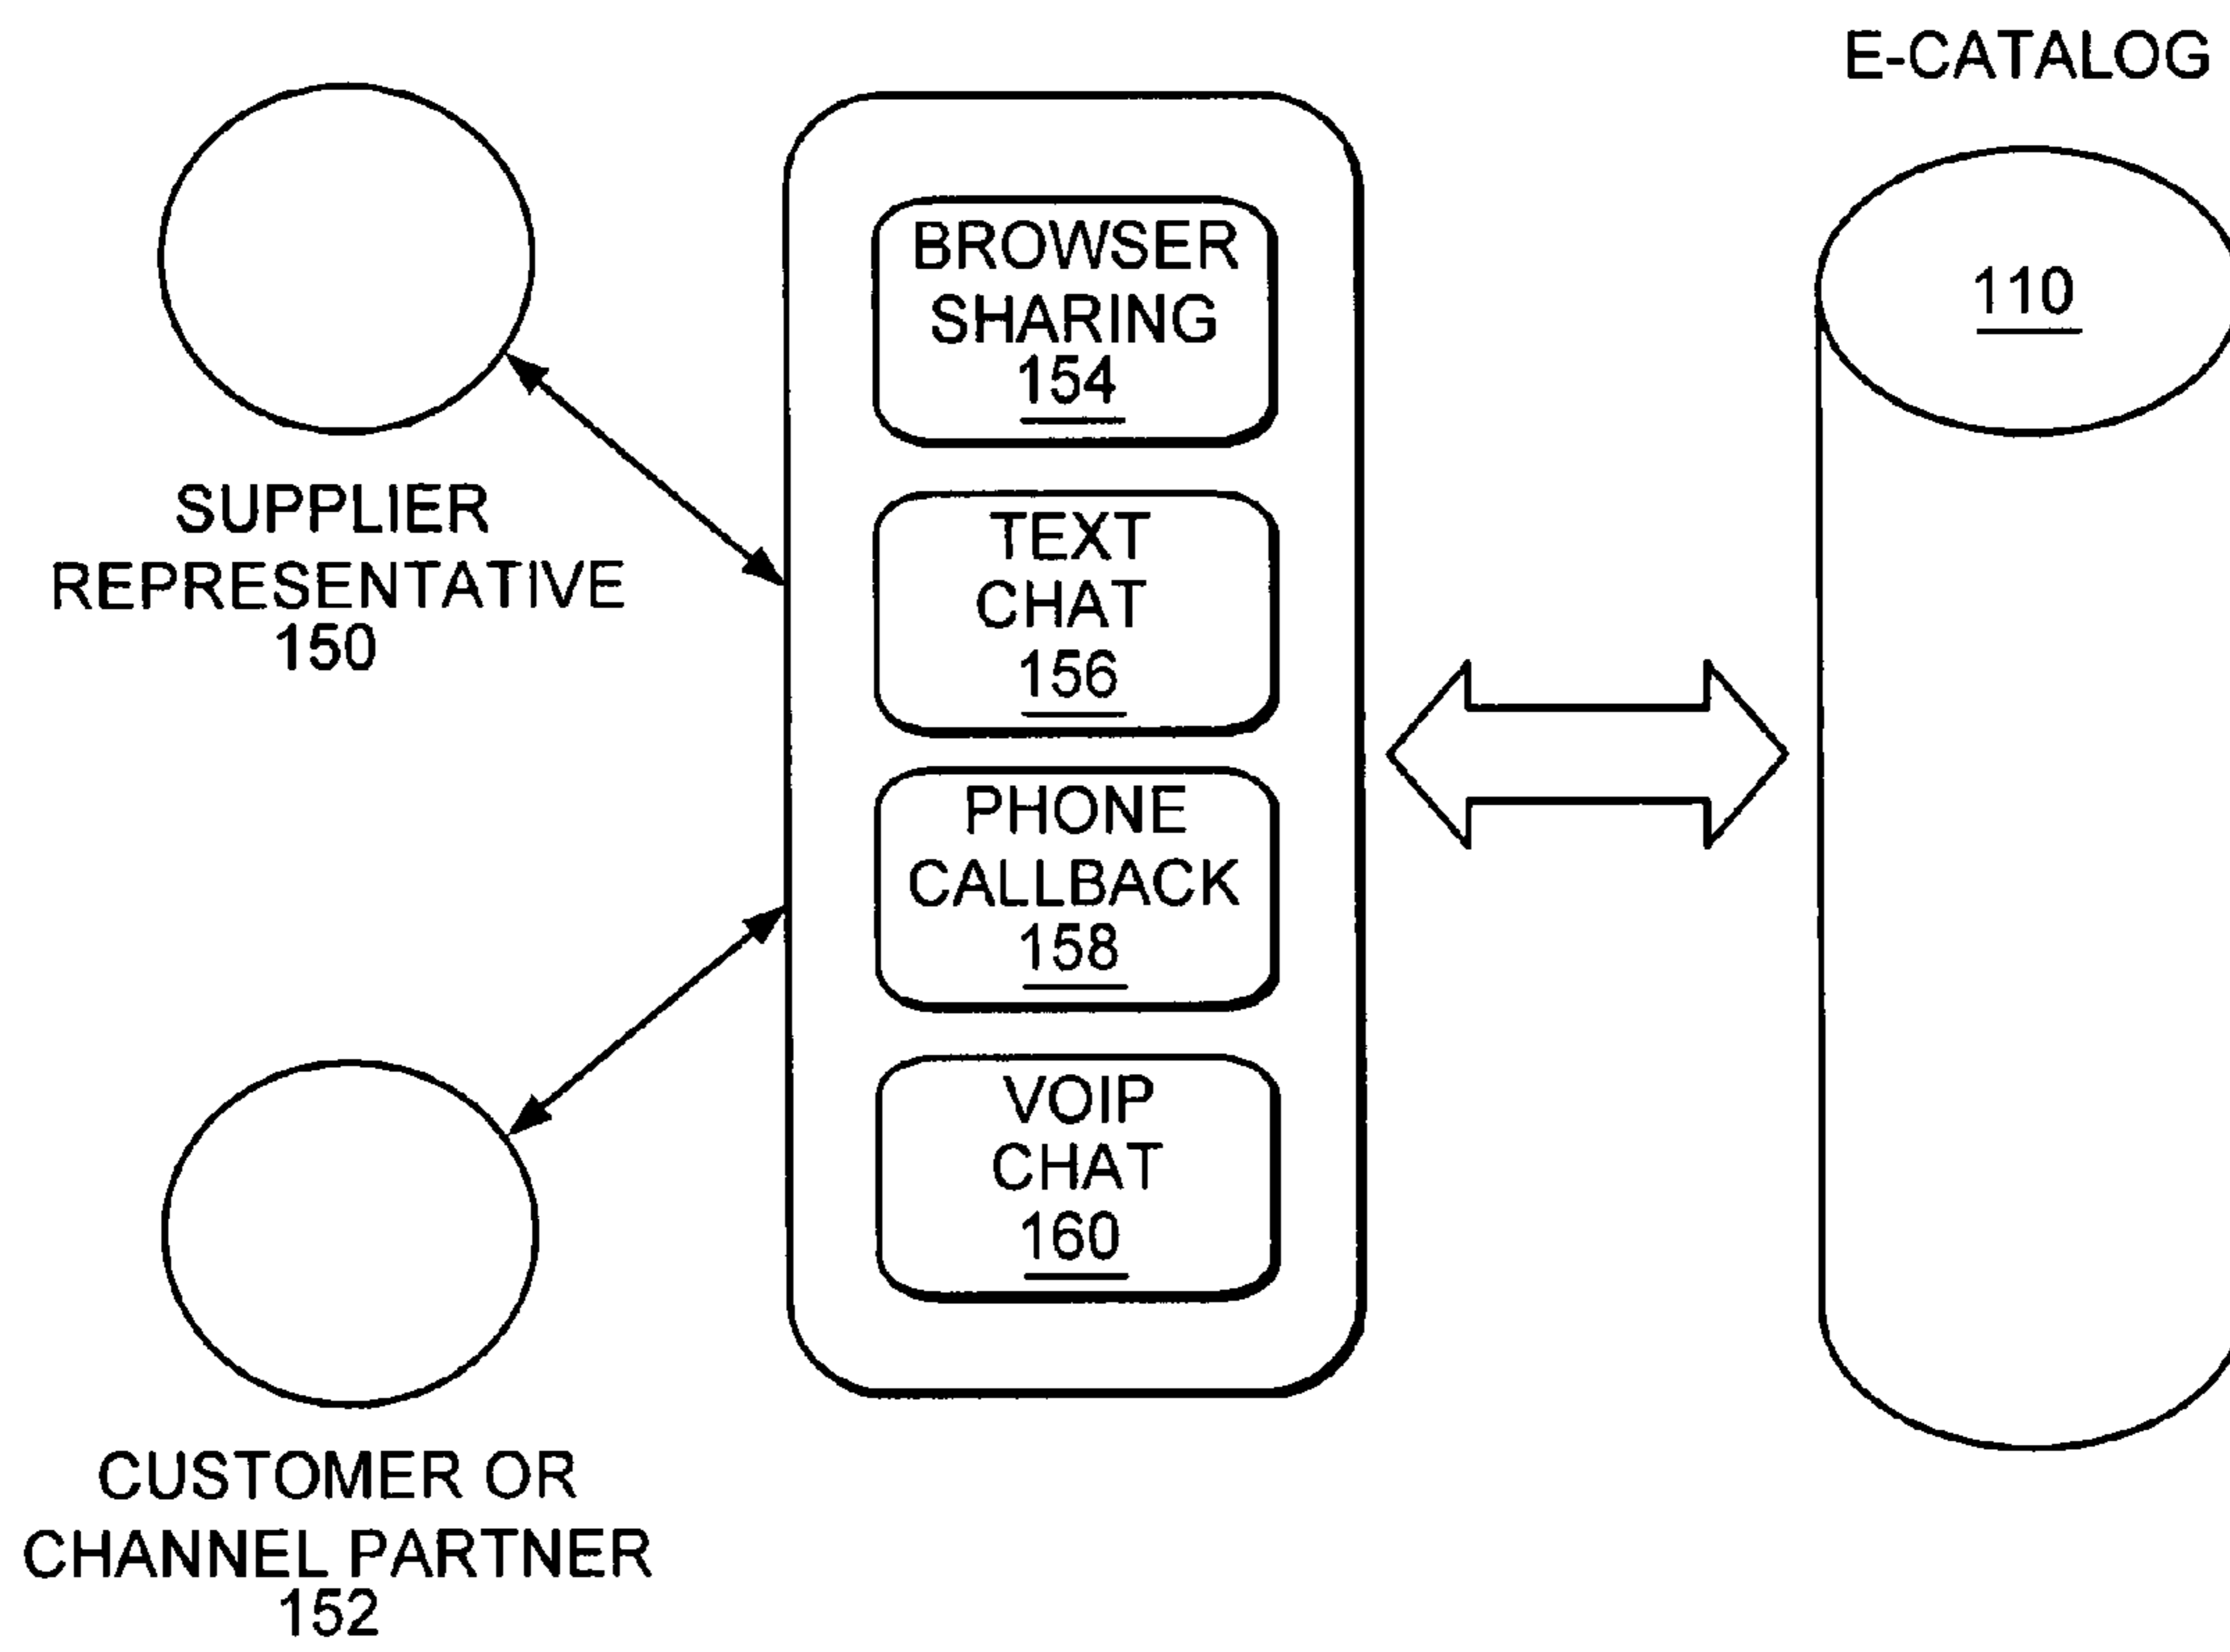 E-CATALOG
110
SUPPLIER
REPRESENTATIVE
150
BROWSER
SHARING
154
TEXT
CHAT
156
PHONE
CALLBACK
158
VOIP
CHAT
160
CUSTOMER OR
CHANNEL PARTNER
152